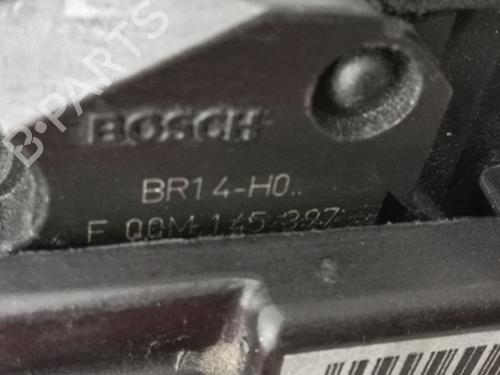 B-PARTS
BOSCH
BR14-H0..
F 00M 145 397